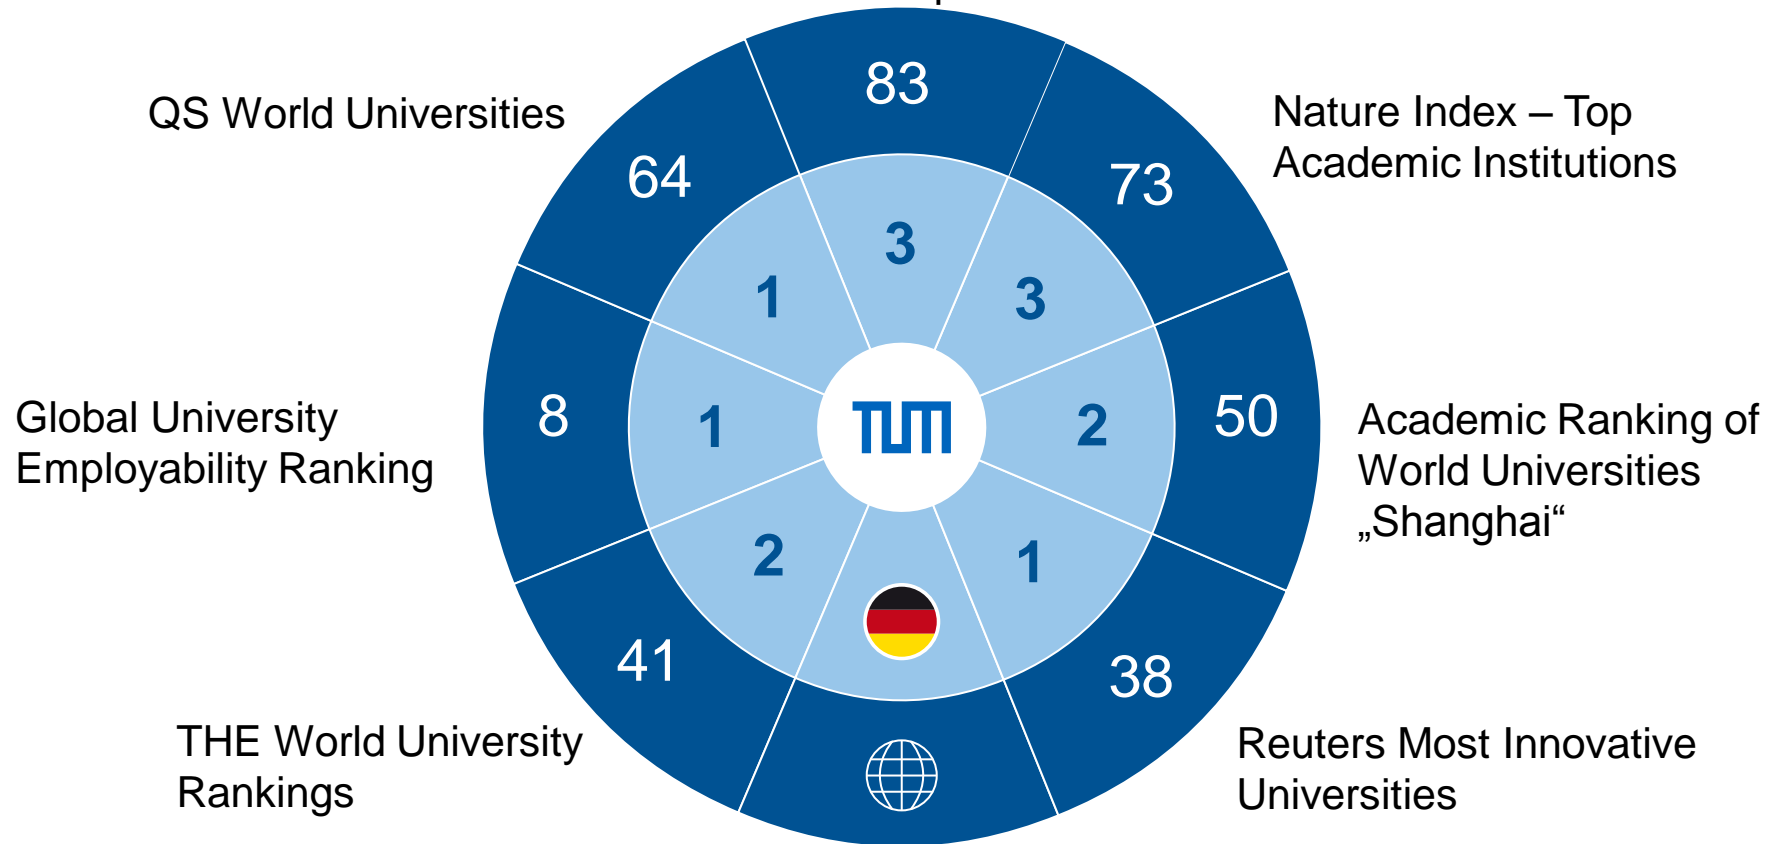 83
QS World Universities
64
73
Nature Index – Top
Academic Institutions
3
1
3
Global University
Employability Ranking
8
1
TUM
2
50
Academic Ranking of
World Universities
„Shanghai“
2
1
41
38
THE World University
Rankings
Reuters Most Innovative
Universities